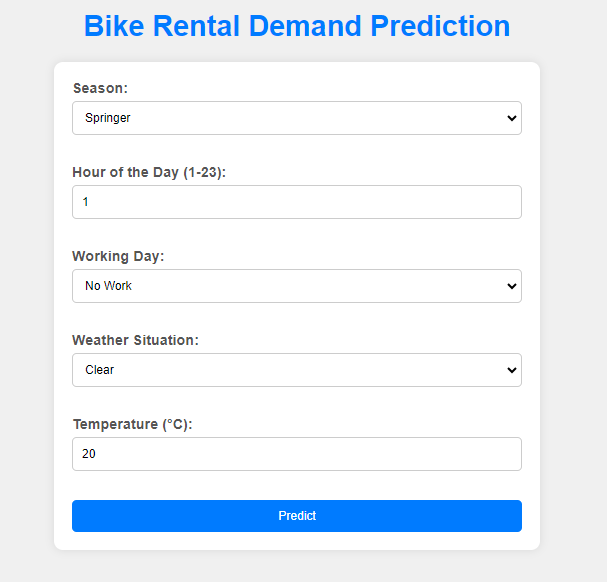 Bike Rental Demand Prediction
Season:
Springer
Hour of the Day (1-23):
1
Working Day:
No Work
Weather Situation:
Clear
Temperature (°C):
20
Predict